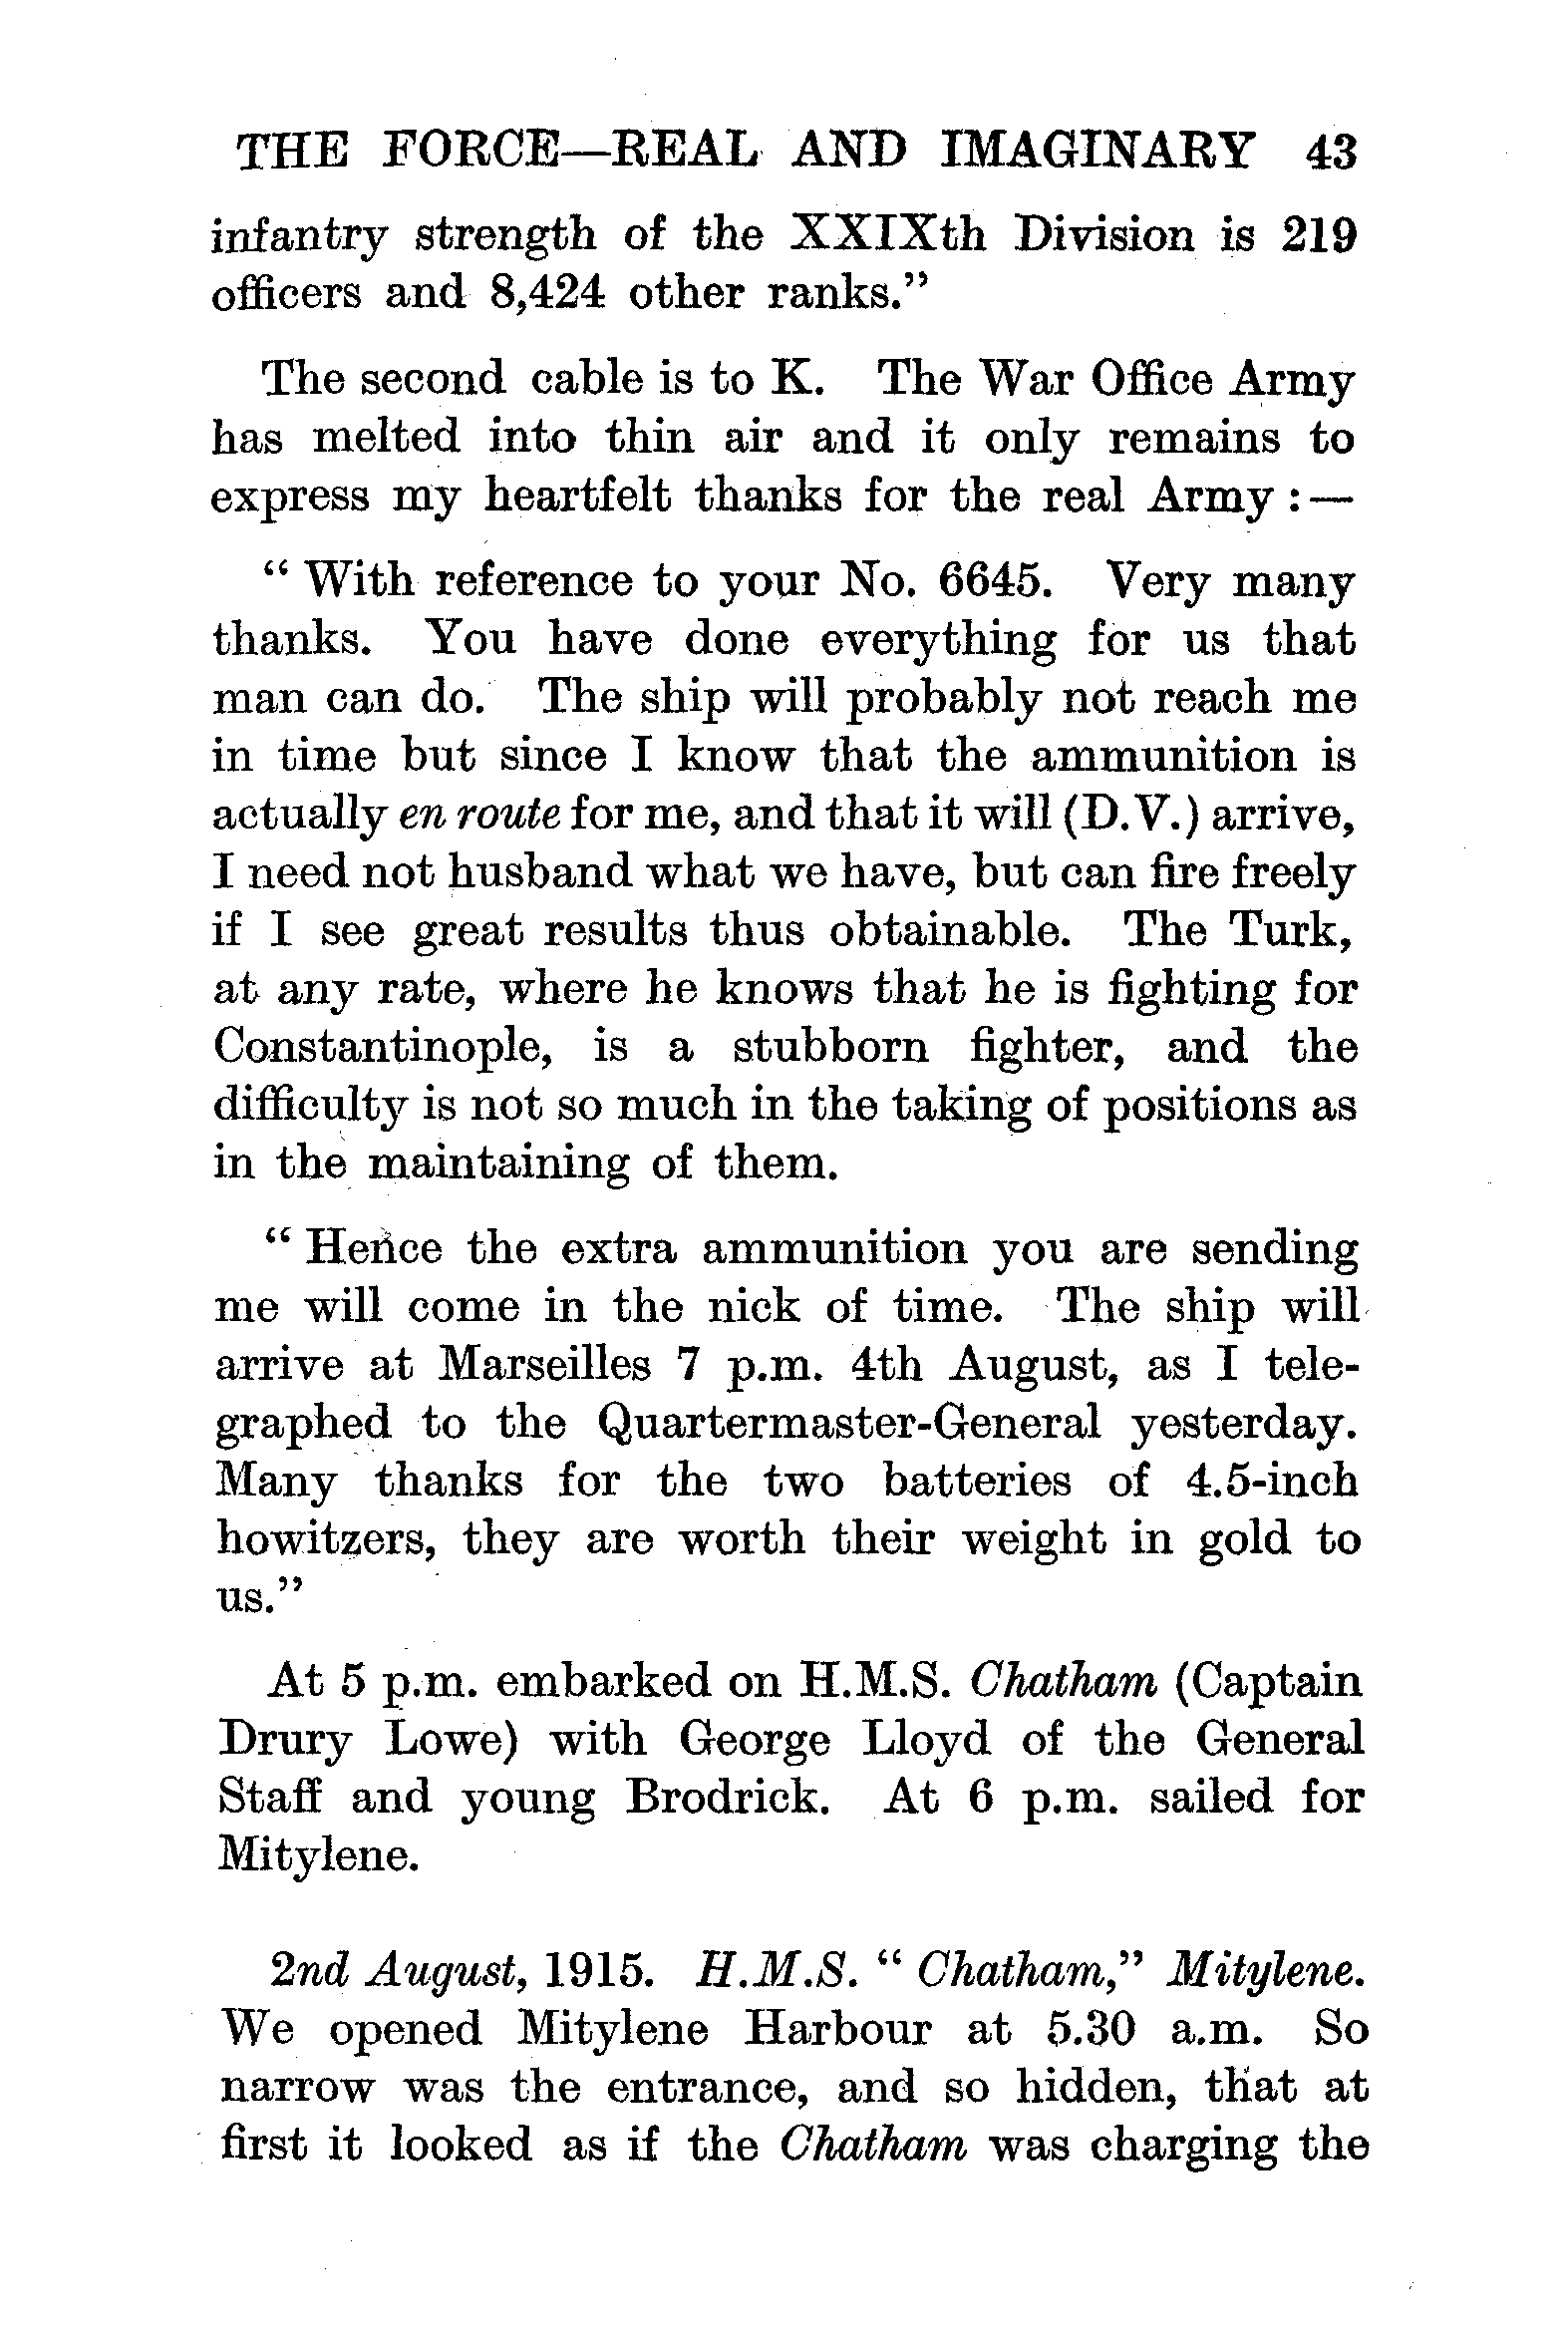 THE FORCE—REAL AND IMAGINARY 43
infantry strength of the XXIXth Division is 219
officers and 8,424 other ranks.”
The second cable is to K. The War Office Army
has melted into thin air and it only remains to
express my heartfelt thanks for the real Army :—
“ With reference to your No. 6645. Very many
thanks. You have done everything for us that
man can do. The ship will probably not reach me
in time but since I know that the ammunition is
actually en route for me, and that it will (D.V.) arrive,
I need not husband what we have, but can fire freely
if I see great results thus obtainable. The Turk,
at any rate, where he knows that he is fighting for
Constantinople, is a stubborn fighter, and the
difficulty is not so much in the taking of positions as
in the maintaining of them.
“ Hence the extra ammunition you are sending
me will come in the nick of time. The ship will
arrive at Marseilles 7 p.m. 4th August, as I tele-
graphed to the Quartermaster-General yesterday.
Many thanks for the two batteries of 4.5-inch
howitzers, they are worth their weight in gold to
us.”
At 5 p.m. embarked on H.M.S. Chatham (Captain
Drury Lowe) with George Lloyd of the General
Staff and young Brodrick. At 6 p.m. sailed for
Mitylene.
2nd August, 1915. H.M.S. “ Chatham,” Mitylene.
We opened Mitylene Harbour at 5.30 a.m. So
narrow was the entrance, and so hidden, that at
first it looked as if the Chatham was charging the